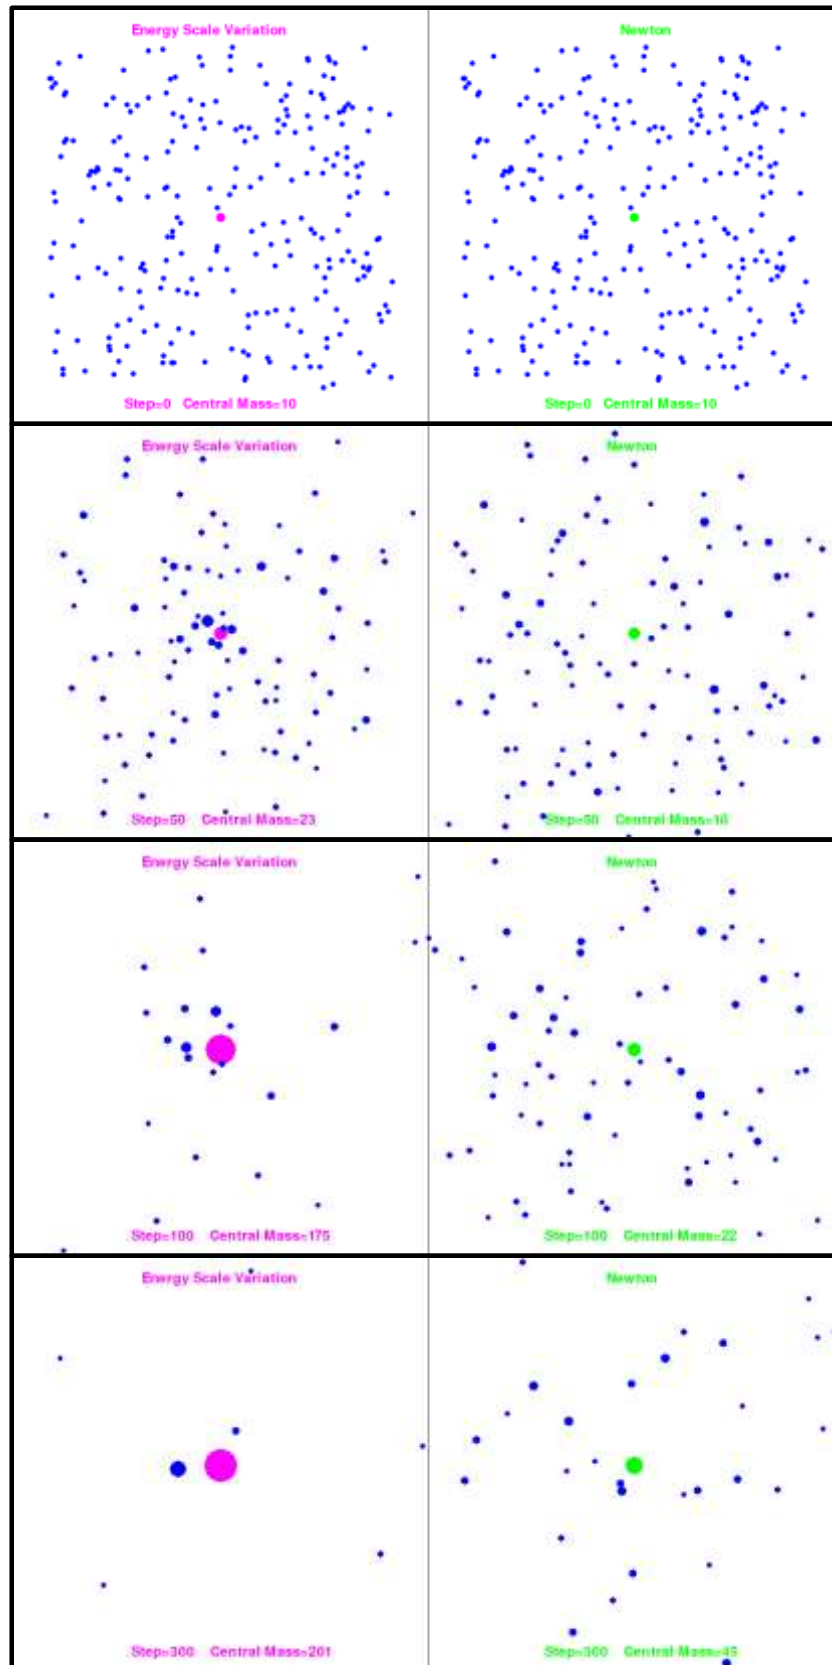 Energy Scale Variation
Newton
Step=0 Central Mass=10
Step=0 Central Mass=10
Energy Scale Variation
Newton
Step=50 Central Mass=23
Step=50 Central Mass=10
Energy Scale Variation
Newton
Step=100 Central Mass=175
Step=100 Central Mass=22
Energy Scale Variation
Newton
Step=300 Central Mass=201
Step=300 Central Mass=45